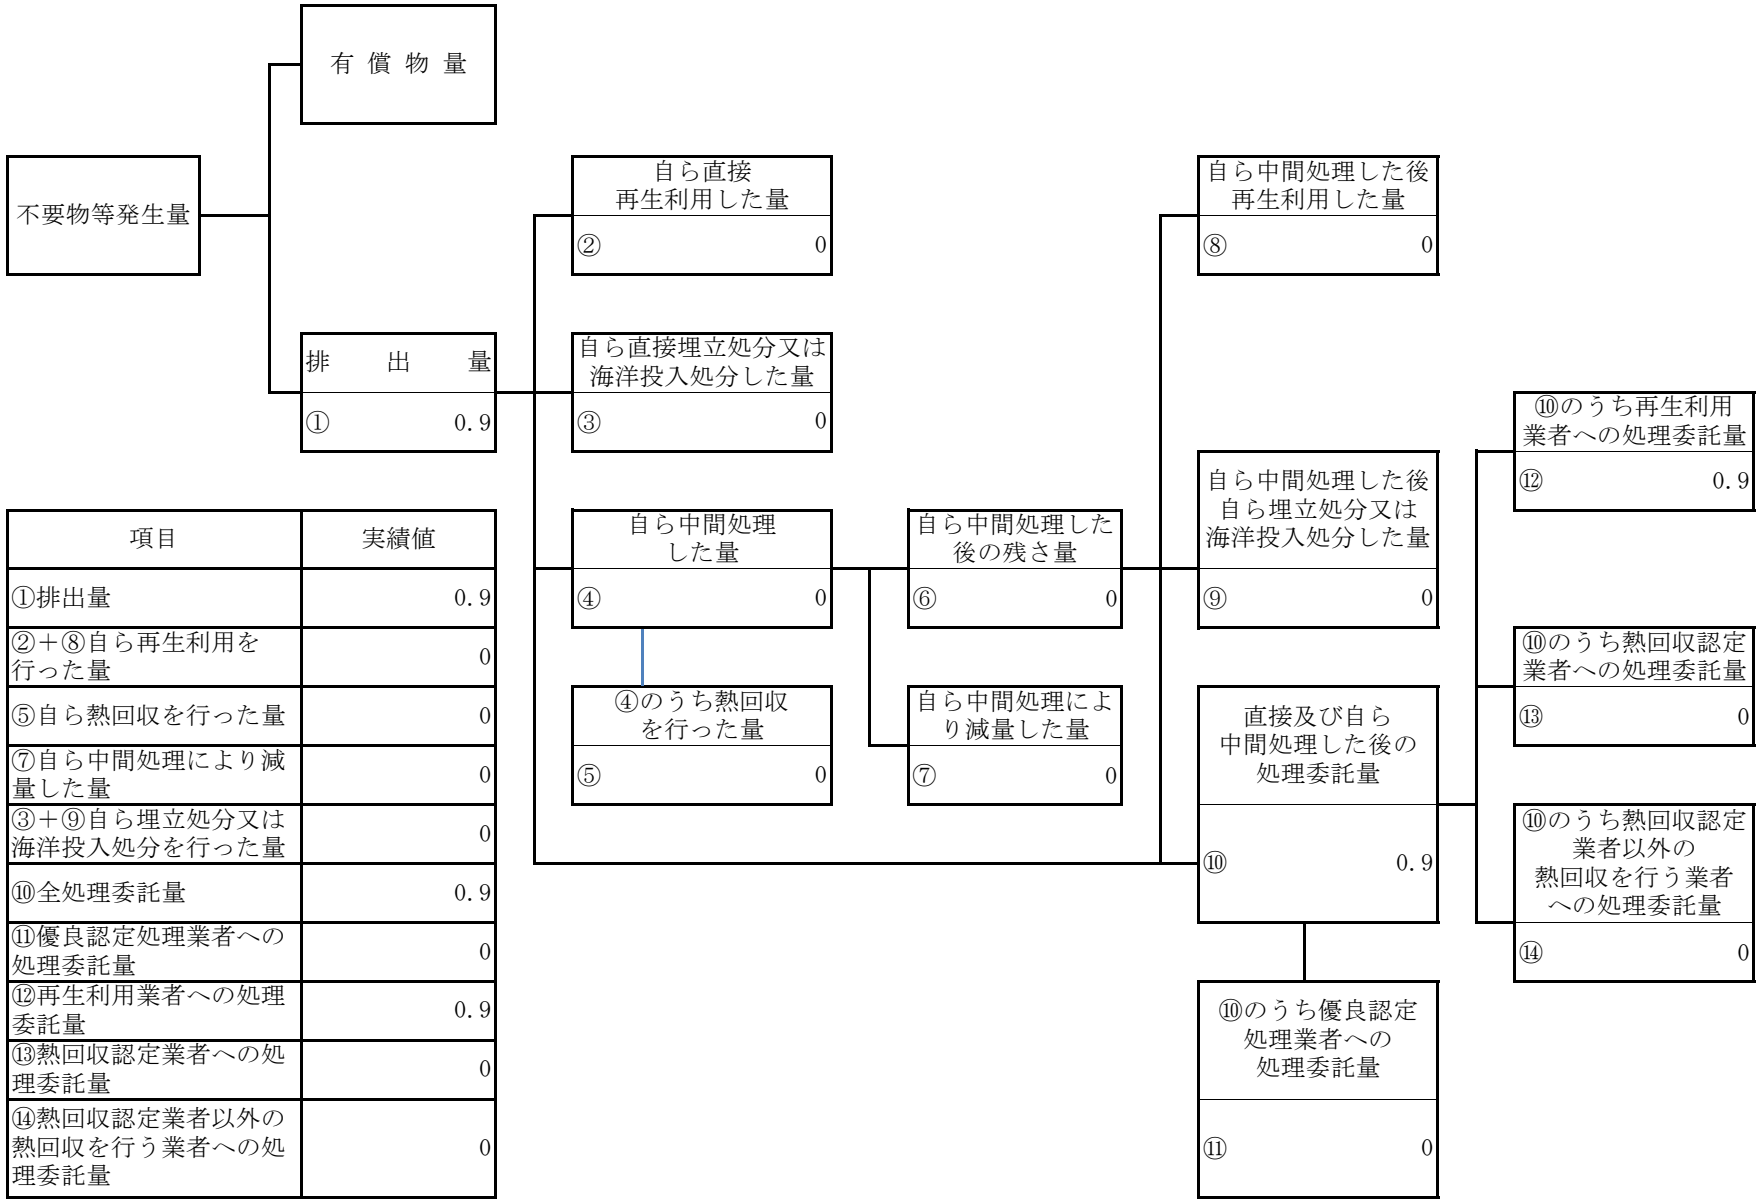 有償物量
不要物等発生量
自ら直接
再生利用した量
② 0
自ら中間処理した後
再生利用した量
⑧ 0
排出量
① 0.9
自ら直接埋立処分又は
海洋投入処分した量
③ 0
⑩のうち再生利用
業者への処理委託量
⑫ 0.9
自ら中間処理
した量
④ 0
自ら中間処理した
後の残さ量
⑥ 0
自ら中間処理した後
自ら埋立処分又は
海洋投入処分した量
⑨ 0
⑩のうち熱回収認定
業者への処理委託量
⑬ 0
④のうち熱回収
を行った量
⑤ 0
自ら中間処理によ
り減量した量
⑦ 0
直接及び自ら
中間処理した後の
処理委託量
⑩ 0.9
⑩のうち熱回収認定
業者以外の
熱回収を行う業者
への処理委託量
⑭ 0
⑩のうち優良認定
処理業者への
処理委託量
⑪ 0
項目 実績値
①排出量 0.9
②＋⑧自ら再生利用を
行った量 0
⑤自ら熱回収を行った量 0
⑦自ら中間処理により減
量した量 0
③＋⑨自ら埋立処分又は
海洋投入処分を行った量 0
⑩全処理委託量 0.9
⑪優良認定処理業者への
処理委託量 0
⑫再生利用業者への処理
委託量 0.9
⑬熱回収認定業者への処
理委託量 0
⑭熱回収認定業者以外の
熱回収を行う業者への処
理委託量 0